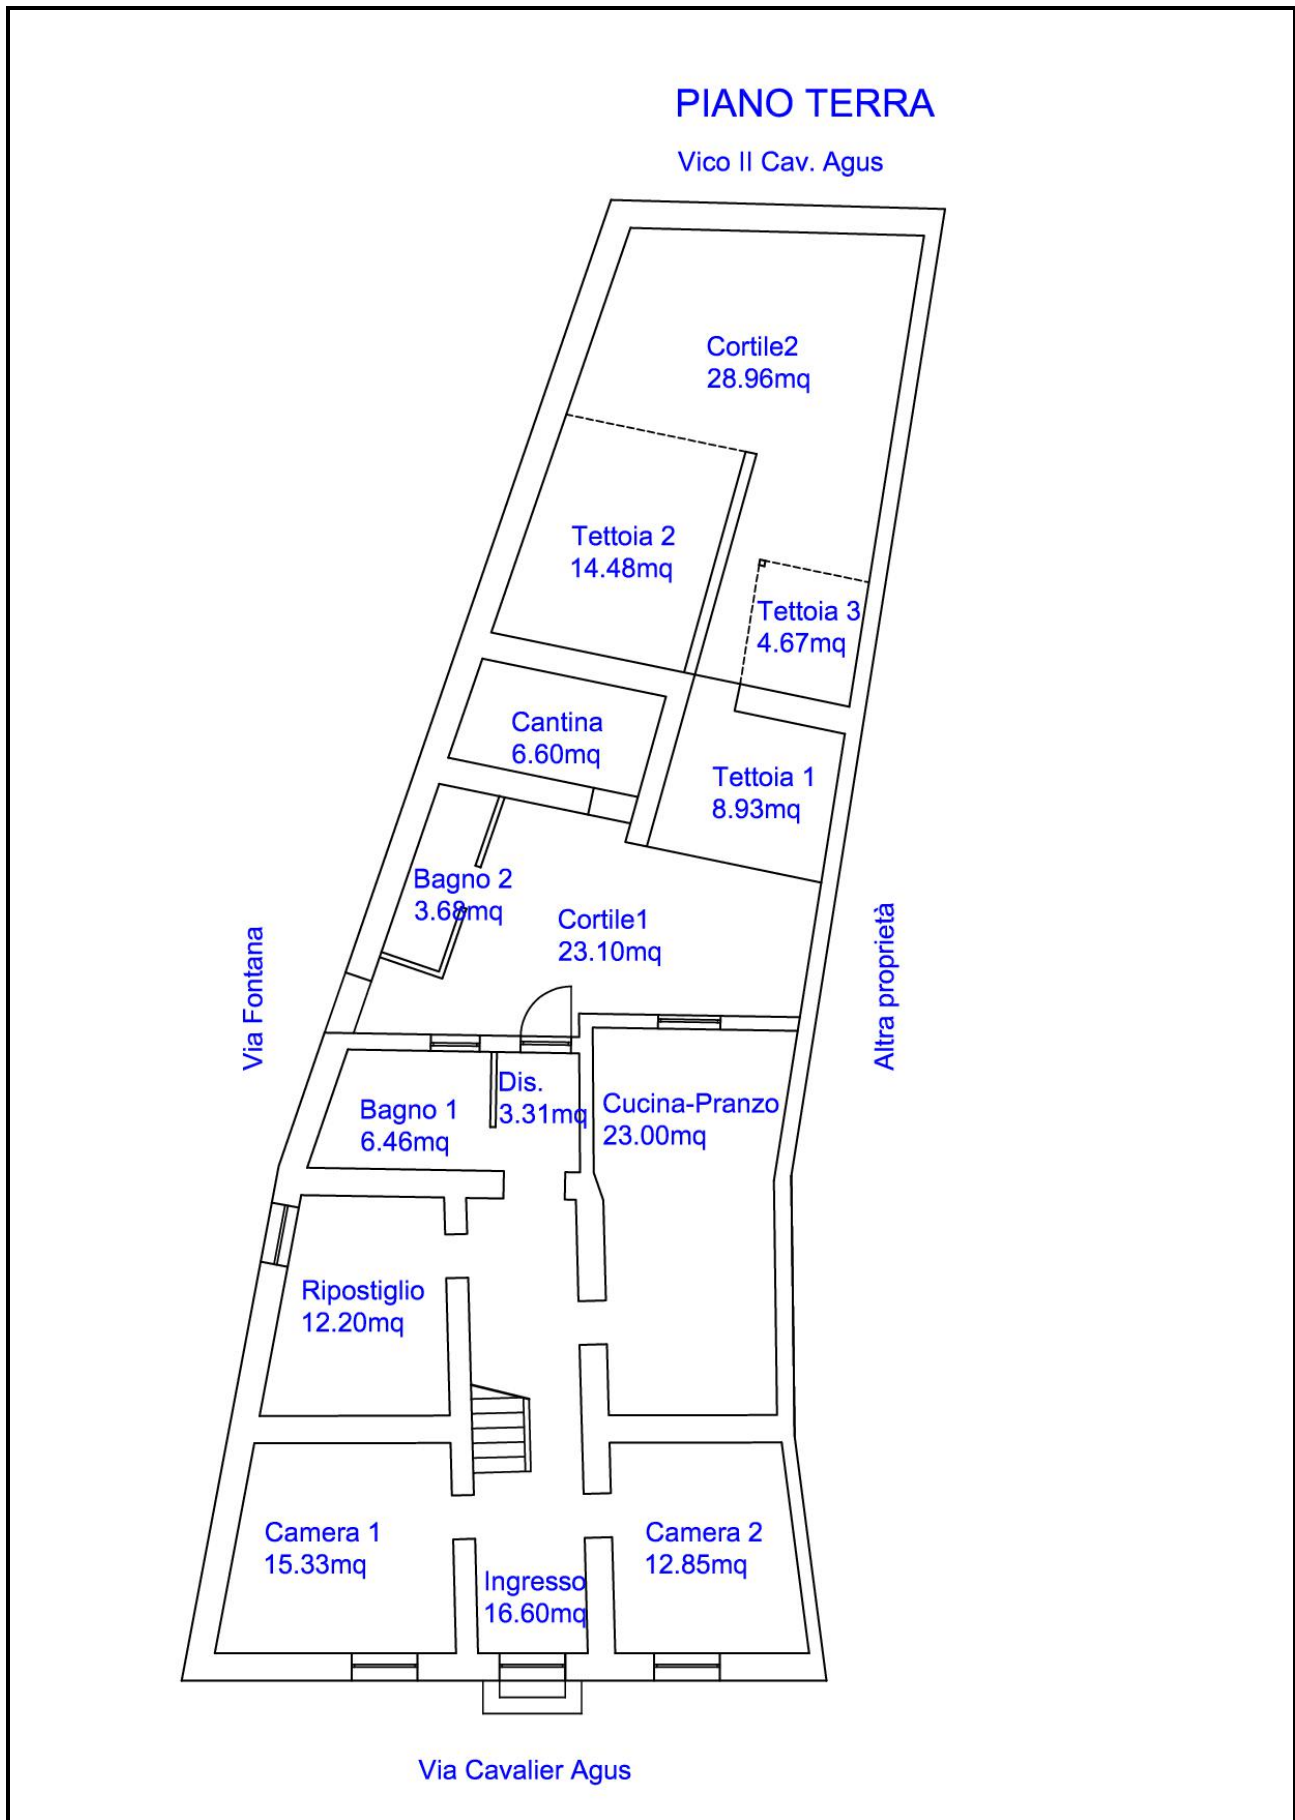 PIANO TERRA
Vico II Cav. Agus
Cortile2
28.96mq
Tettoia 2
14.48mq
Tettoia 3
4.67mq
Cantina
6.60mq
Tettoia 1
8.93mq
Bagno 2
3.68mq
Cortile1
23.10mq
Via Fontana
Altra proprietà
Dis.
3.31mq
Bagno 1
6.46mq
Cucina-Pranzo
23.00mq
Ripostiglio
12.20mq
Camera 1
15.33mq
Camera 2
12.85mq
Ingresso
16.60mq
Via Cavalier Agus